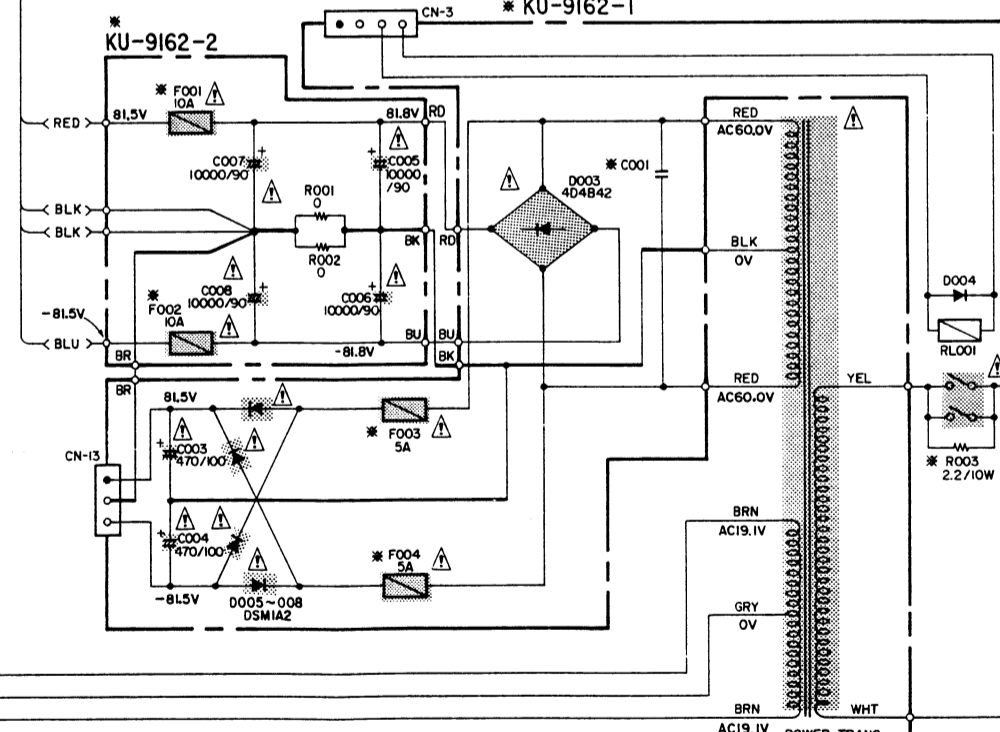 CN-3
※ KU-9162-1
※
KU-9162-2
※ F001
10A
RED
81.5V
81.8V
RD
C007
10000/90
C005
10000
/90
R001
0
BLK
BLK
R002
0
BK
RD
C008
10000/90
C006
10000/90
※
F002
10A
-81.5V
BLU
BR
-81.8V
BU
BU
BK
BR
D003
4D4B42
※ C001
RED
AC60.0V
BLK
0V
RED
AC60.0V
YEL
D004
RL001
※ R003
2.2/10W
81.5V
C003
470/100
※ F003
5A
CN-13
C004
470/100
-81.5V
D005~008
DSM1A2
※ F004
5A
BRN
AC19.1V
GRY
0V
BRN
AC19.1V
WHT
POWER TRANS